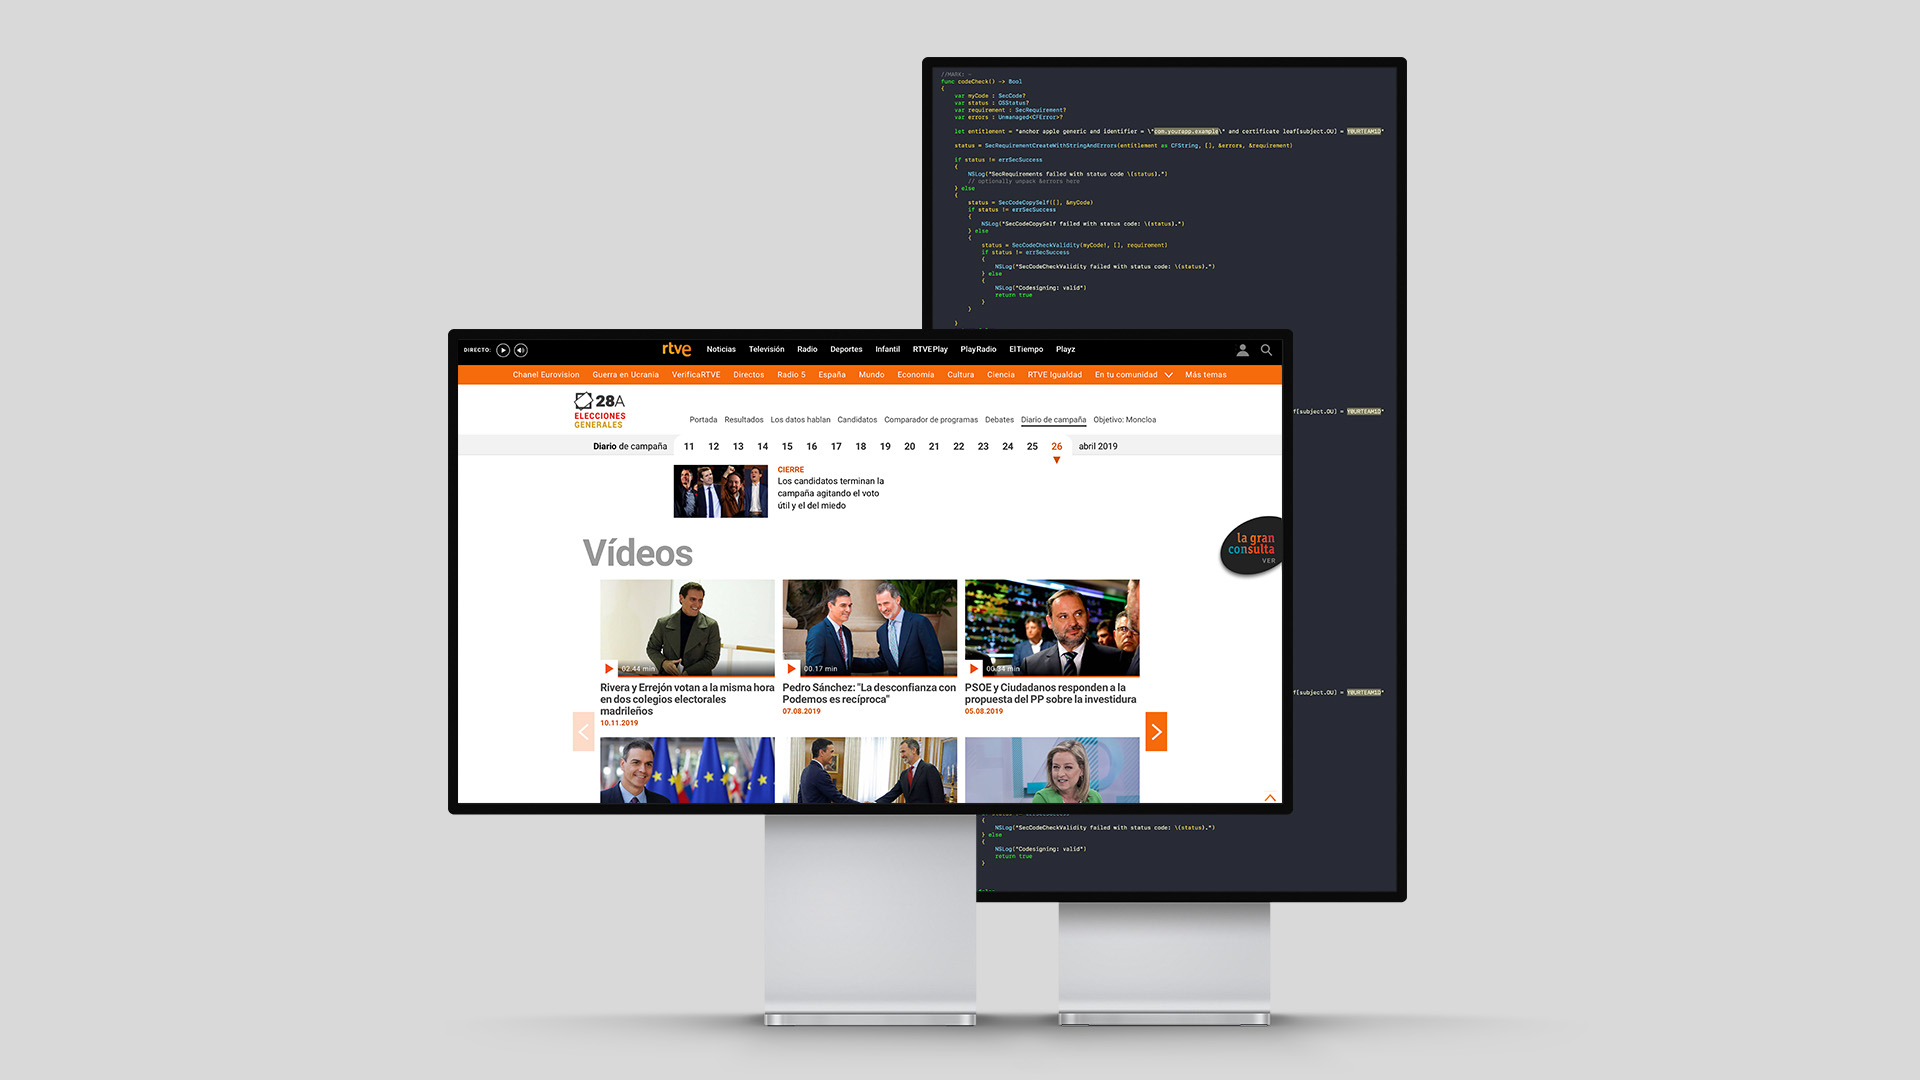 //MARK: -
func codeCheck() -> Bool
{
var myCode : SecCode?
var status : OSStatus?
var requirement : SecRequirement?
var errors : Unmanaged<CFError>?
let entitlement = "anchor apple generic and identifier = \"com.yourapp.example\" and certificate leaf[subject.OU] = YOURTEAMID"
status = SecRequirementCreateWithStringAndErrors(entitlement as CFString, [], &errors, &requirement)
if status != errSecSuccess
{
NSLog("SecRequirements failed with status code \(status).")
// optionally unpack &errors here
} else
{
status = SecCodeCopySelf([], &myCode)
if status != errSecSuccess
{
NSLog("SecCodeCopySelf failed with status code: \(status).")
} else
{
status = SecCodeCheckValidity(myCode!, [], requirement)
if status != errSecSuccess
{
NSLog("SecCodeCheckValidity failed with status code: \(status).")
} else
{
NSLog("Codesigning: valid")
return true
}
}
}
DIRECTO:
rtve Noticias Televisión Radio Deportes Infantil RTVEPlay PlayRadio ElTiempo Playz
Chanel Eurovision Guerra en Ucrania VerificaRTVE Directos Radio 5 España Mundo Economía Cultura Ciencia RTVE Igualdad En tu comunidad Más temas
28A
ELECCIONES
GENERALES
Portada Resultados Los datos hablan Candidatos Comparador de programas Debates Diario de campaña Objetivo: Moncloa
f[subject.OU] = YOURTEAMID"
Diario de campaña 11 12 13 14 15 16 17 18 19 20 21 22 23 24 25 26 abril 2019
CIERRE
Los candidatos terminan la
campaña agitando el voto
útil y el del miedo
la gran
consulta
VER
Vídeos
02.44 min
Rivera y Errejón votan a la misma hora
en dos colegios electorales
madrileños
10.11.2019
00.17 min
Pedro Sánchez: "La desconfianza con
Podemos es recíproca"
07.08.2019
00.34 min
PSOE y Ciudadanos responden a la
propuesta del PP sobre la investidura
05.08.2019
f[subject.OU] = YOURTEAMID"
{
NSLog("SecCodeCheckValidity failed with status code: \(status).")
} else
{
NSLog("Codesigning: valid")
return true
}